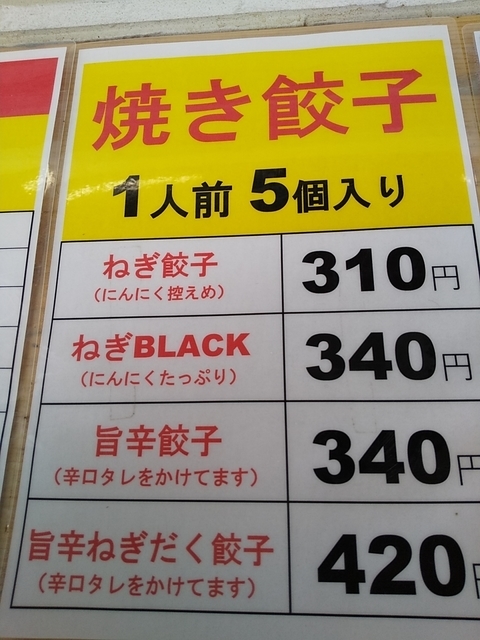 焼き餃子
1人前 5個入り
ねぎ餃子
(にんにく控えめ)
310円
ねぎBLACK
(にんにくたっぷり)
340円
旨辛餃子
(辛口タレをかけてます)
340円
旨辛ねぎだく餃子
(辛口タレをかけてます)
420円